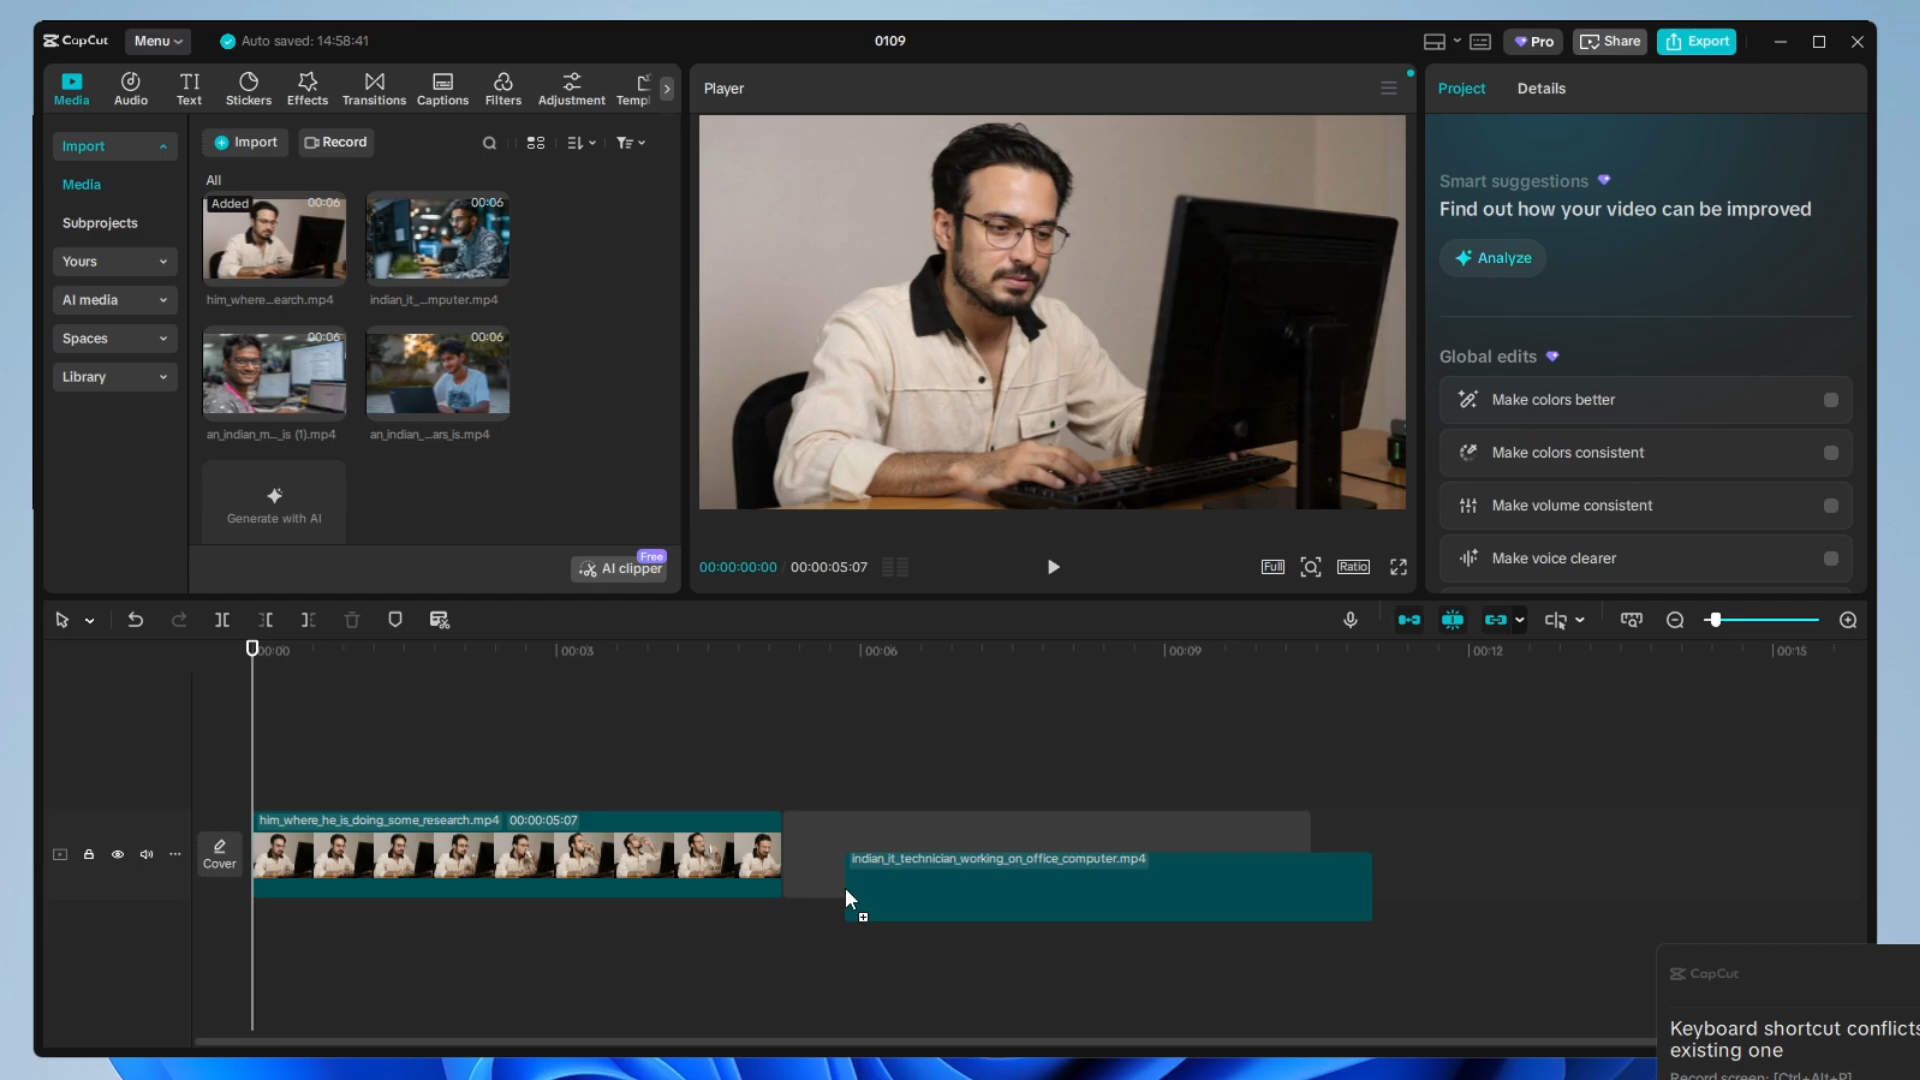 CapCut
Menu
Auto saved: 14:58:41
0109
Pro
Share
Export
Media
Audio
Text
Stickers
Effects
Transitions
Captions
Filters
Adjustment
Templ
Player
Project
Details
Import
Media
Subprojects
Yours
AI media
Spaces
Library
Import
Record
All
Added
00:06
00:06
him_where...earch.mp4
indian_it_...mputer.mp4
00:06
00:06
an_indian_m..._is (1).mp4
an_indian_...ars_is.mp4
Generate with AI
Free
AI clipper
00:00:00:00 / 00:00:05:07
Full
Ratio
Smart suggestions
Find out how your video can be improved
Analyze
Global edits
Make colors better
Make colors consistent
Make volume consistent
Make voice clearer
00:00
00:03
00:06
00:09
00:12
00:15
Cover
him_where_he_is_doing_some_research.mp4 00:00:05:07
indian_it_technician_working_on_office_computer.mp4
CapCut
Keyboard shortcut conflicts
existing one
Record screen: [Ctrl+Alt+P]